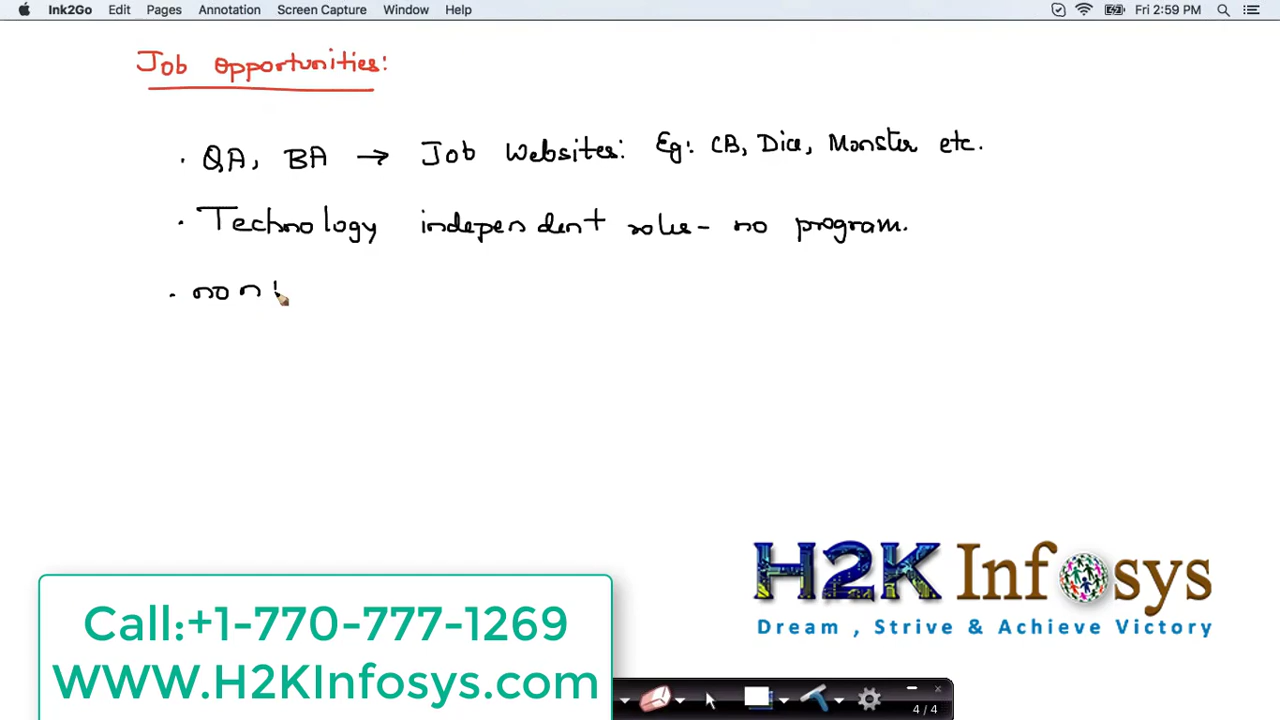 Ink2Go Edit Pages Annotation Screen Capture Window Help Fri 2:59 PM
Job opportunities:
· QA, BA → Job Websites: Eg: CB, Dice, Monster etc.
· Technology independent roles - no program.
· non
H2K Infosys
Dream , Strive & Achieve Victory
Call:+1-770-777-1269
WWW.H2KInfosys.com
4 / 4